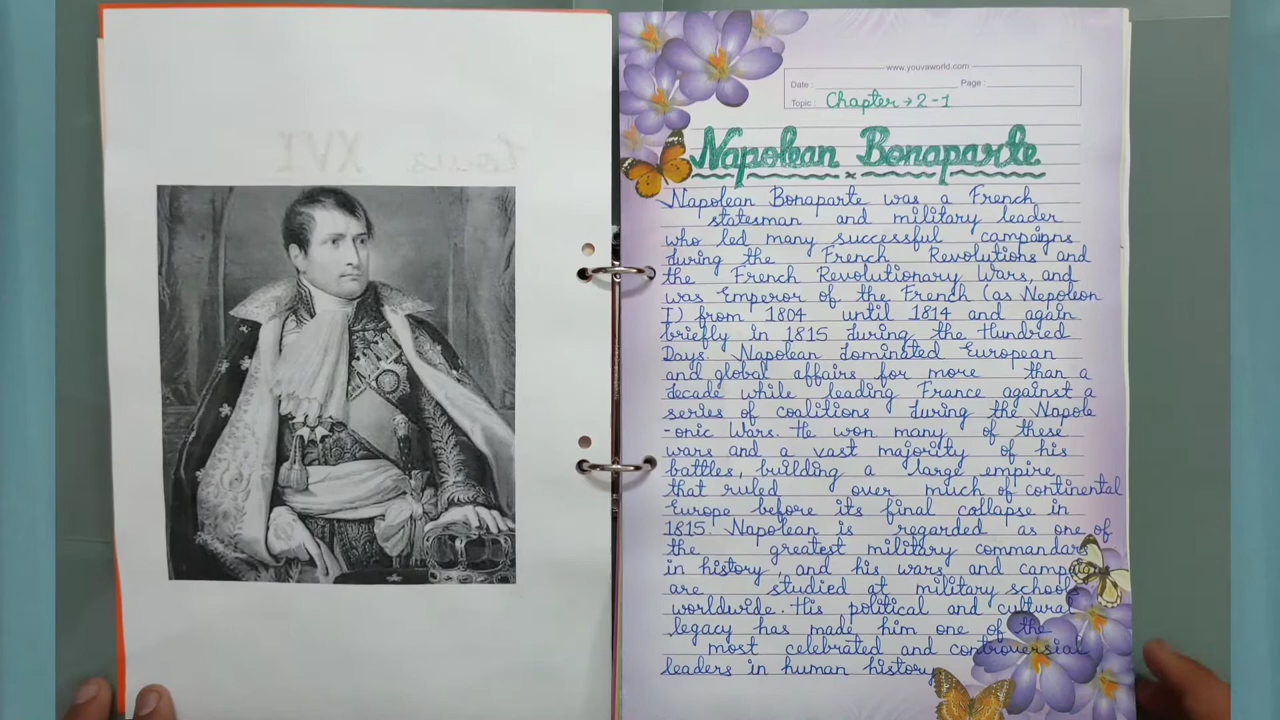 Louis XVI
www.youvaworld.com
Date : Page :
Topic : Chapter → 2-1
Napolean Bonaparte
Napolean Bonaparte was a French
statesman and military leader
who led many successful campaigns
during the French Revolutions and
the French Revolutionary Wars, and
was Emperor of the French (as Nepoleon
I) from 1804 until 1814 and again
briefly in 1815 during the Hundred
Days. Napolean dominated European
and global affairs for more than a
decade while leading France against a
series of coalitions during the Napole
-onic Wars. He won many of these
wars and a vast majority of his
battles, building a large empire
that ruled over much of continental
Europe before its final collapse in
1815. Napolean is regarded as one of
the greatest military commandars
in history, and his wars and campaigns
are studied at military schools
worldwide. His political and cultural
legacy has made him one of the
most celebrated and controversial
leaders in human history.